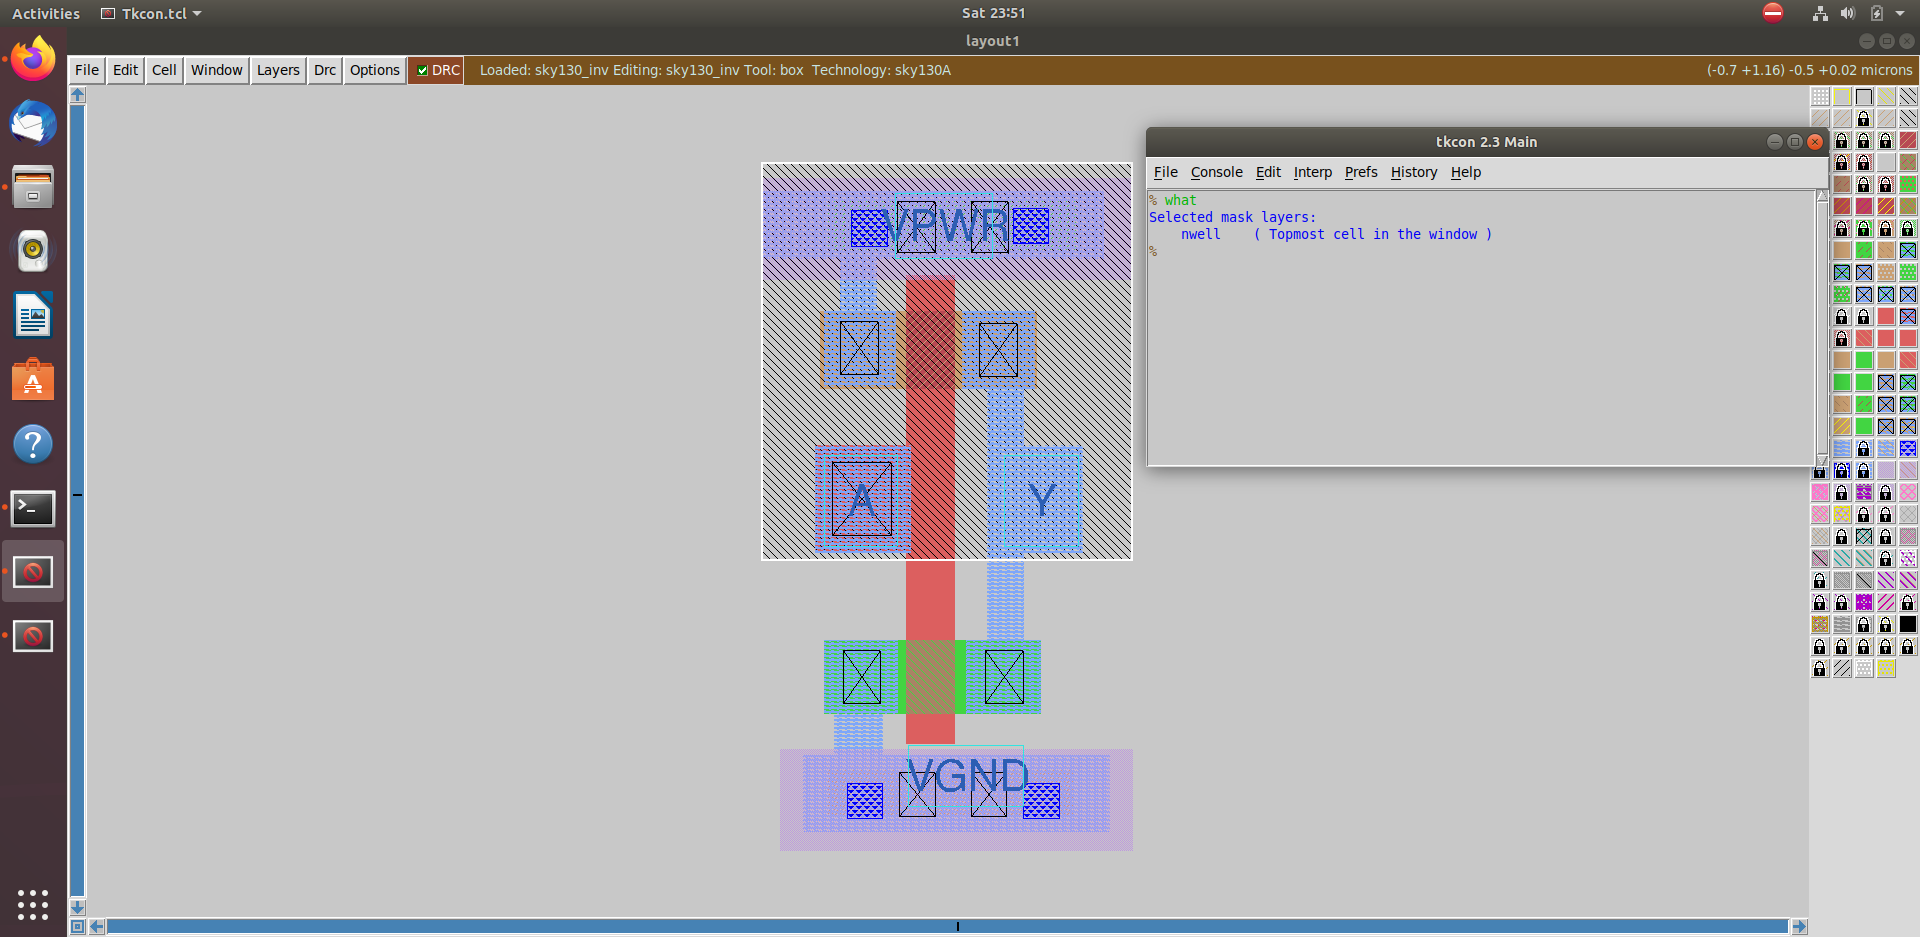 Activities Tkcon.tcl Sat 23:51
layout1
File Edit Cell Window Layers Drc Options DRC Loaded: sky130_inv Editing: sky130_inv Tool: box Technology: sky130A (-0.7 +1.16) -0.5 +0.02 microns
tkcon 2.3 Main
File Console Edit Interp Prefs History Help
% what
Selected mask layers:
nwell ( Topmost cell in the window )
%
VPWR
A Y
VGND